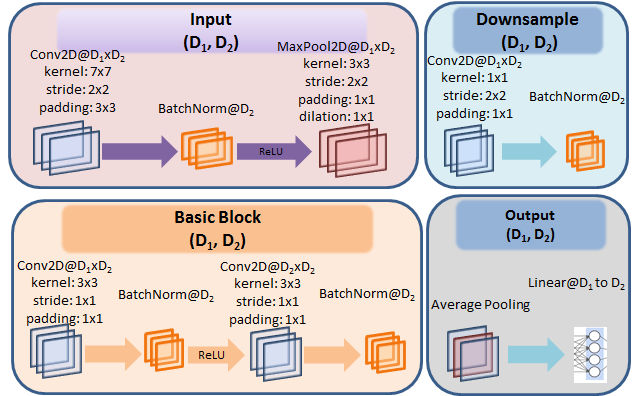 Input
(D₁, D₂)
Conv2D@D₁xD₂
kernel: 7x7
stride: 2x2
padding: 3x3
BatchNorm@D₂
ReLU
MaxPool2D@D₁xD₂
kernel: 3x3
stride: 2x2
padding: 1x1
dilation: 1x1
Downsample
(D₁, D₂)
Conv2D@D₁xD₂
kernel: 1x1
stride: 2x2
padding: 1x1
BatchNorm@D₂
Basic Block
(D₁, D₂)
Conv2D@D₁xD₂
kernel: 3x3
stride: 1x1
padding: 1x1
BatchNorm@D₂
ReLU
Conv2D@D₂xD₂
kernel: 3x3
stride: 1x1
padding: 1x1
BatchNorm@D₂
Output
(D₁, D₂)
Average Pooling
Linear@D₁ to D₂